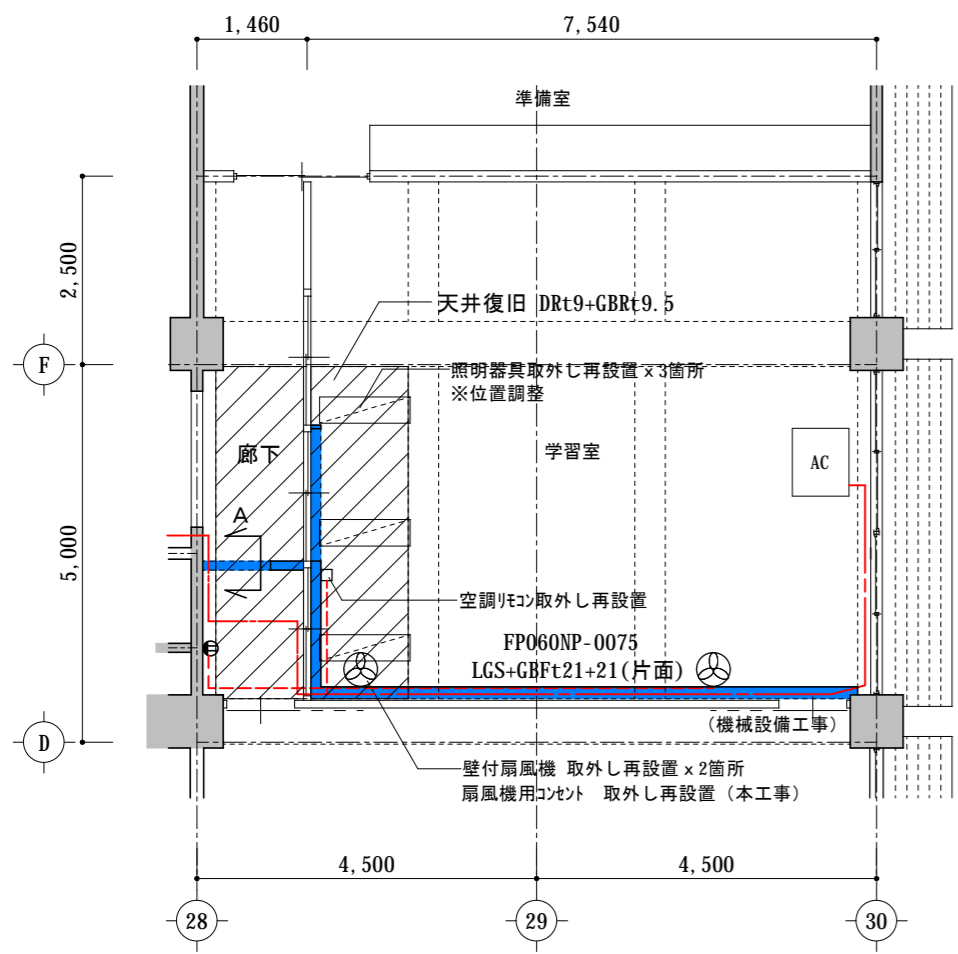 1,460
7,540
準備室
2,500
天井復旧 DRt9+GBRt9.5
F
照明器具取外し再設置x3箇所
※位置調整
廊下
学習室
AC
A
5,000
空調リモコン取外し再設置
FP060NP-0075
LGS+GBFt21+21(片面)
(機械設備工事)
D
壁付扇風機 取外し再設置x2箇所
扇風機用コンセント 取外し再設置(本工事)
4,500
4,500
28
29
30